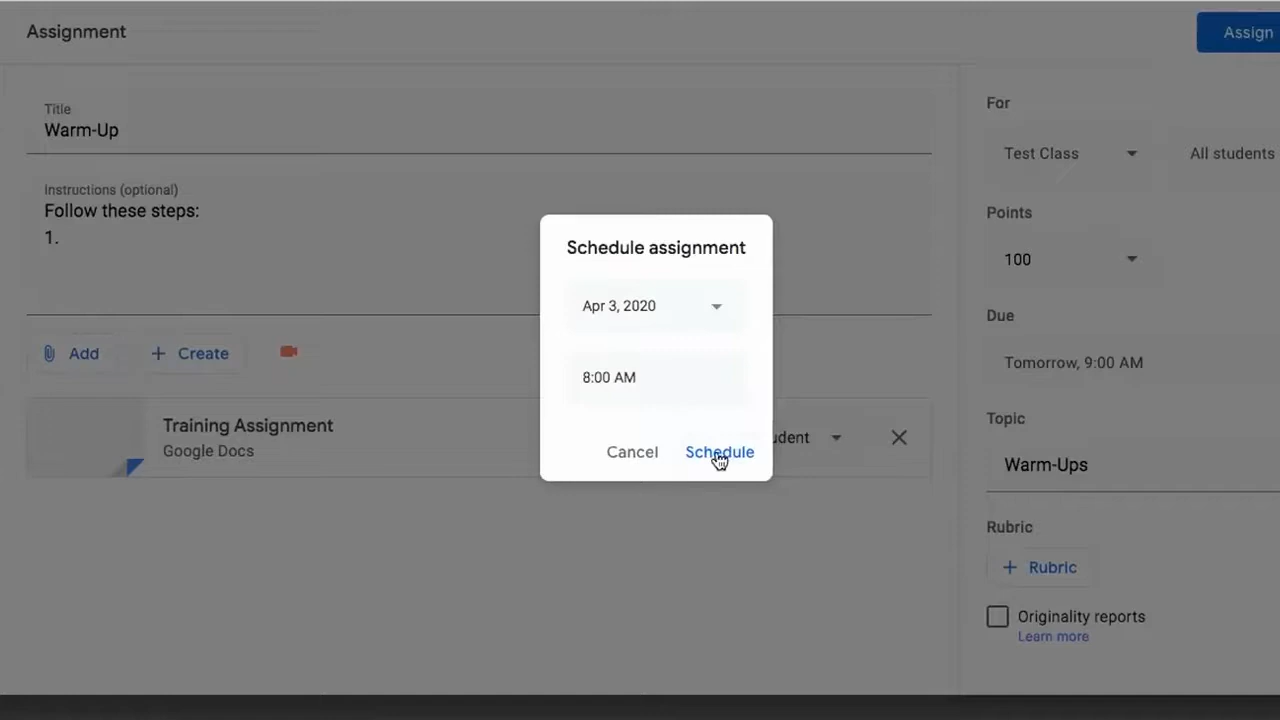 Assignment
Assign
Title
Warm-Up
Instructions (optional)
Follow these steps:
1.
Add
Create
Training Assignment
Google Docs
udent
Schedule assignment
Apr 3, 2020
8:00 AM
Cancel
Schedule
For
Test Class
All students
Points
100
Due
Tomorrow, 9:00 AM
Topic
Warm-Ups
Rubric
+ Rubric
Originality reports
Learn more